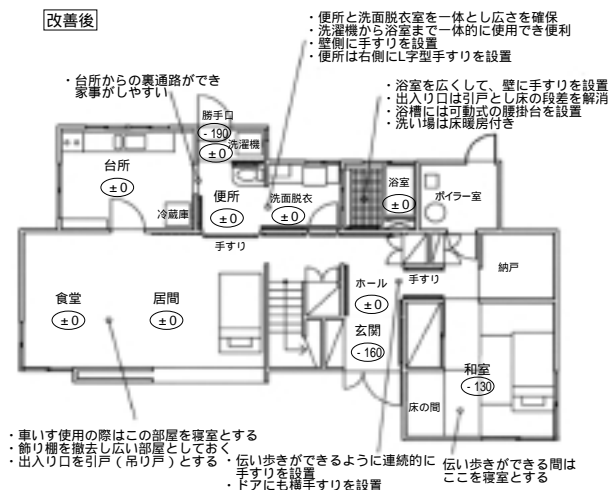 改善後
・便所と洗面脱衣室を一体とし広さを確保
・洗濯機から浴室まで一体的に使用でき便利
・壁側に手すりを設置
・便所は右側にL字型手すりを設置
・台所からの裏通路ができ
家事がしやすい
・浴室を広くして、壁に手すりを設置
・出入り口は引戸とし床の段差を解消
・浴槽には可動式の腰掛台を設置
・洗い場は床暖房付き
勝手口
-190
±0
洗濯機
台所
±0
冷蔵庫
便所
±0
洗面脱衣
±0
浴室
±0
ボイラー室
手すり
食堂
±0
居間
±0
ホール
±0
玄関
-160
手すり
納戸
和室
-130
床の間
・車いす使用の際はこの部屋を寝室とする
・飾り棚を撤去し広い部屋としておく
・出入り口を引戸（吊り戸）とする
・伝い歩きができるように連続的に
手すりを設置
・ドアにも横手すりを設置
伝い歩きができる間は
ここを寝室とする